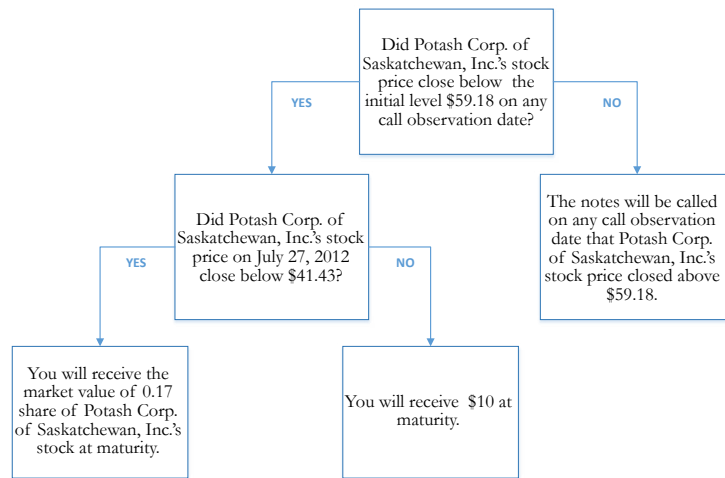 Did Potash Corp. of
Saskatchewan, Inc.'s stock
price close below the
initial level $59.18 on any
call observation date?
YES
NO
Did Potash Corp. of
Saskatchewan, Inc.'s stock
price on July 27, 2012
close below $41.43?
The notes will be called
on any call observation
date that Potash Corp.
of Saskatchewan, Inc.'s
stock price closed above
$59.18.
YES
NO
You will receive the
market value of 0.17
share of Potash Corp.
of Saskatchewan, Inc.'s
stock at maturity.
You will receive $10 at
maturity.